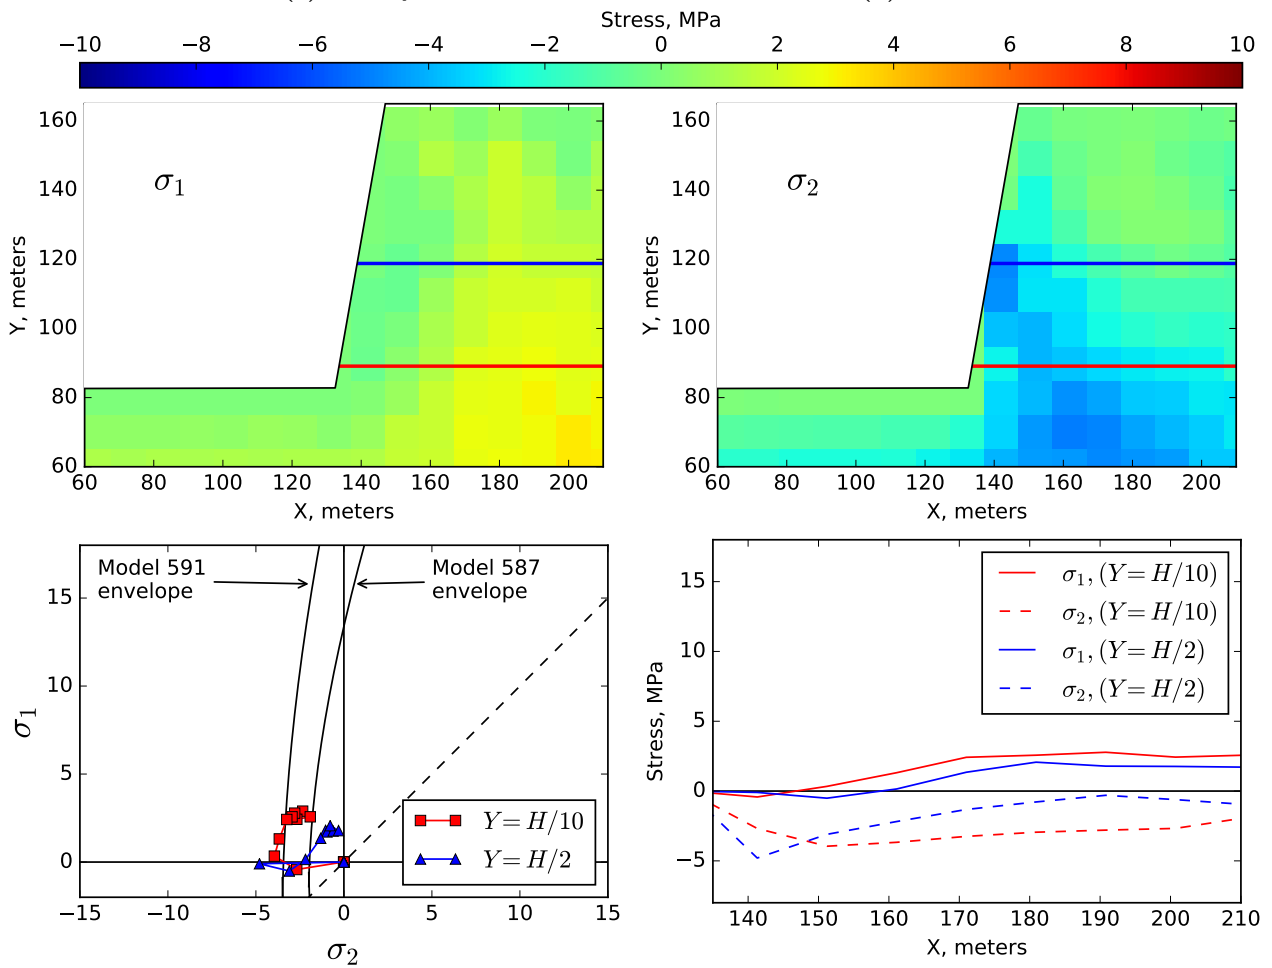 Stress, MPa
−10 −8 −6 −4 −2 0 2 4 6 8 10
160
140
120
100
80
60
Y, meters
σ1
60 80 100 120 140 160 180 200
X, meters
160
140
120
100
80
60
Y, meters
σ2
60 80 100 120 140 160 180 200
X, meters
Model 591
envelope
Model 587
envelope
15
10
5
0
σ1
Y=H/10
Y=H/2
−15 −10 −5 0 5 10 15
σ2
σ1, (Y=H/10)
σ2, (Y=H/10)
σ1, (Y=H/2)
σ2, (Y=H/2)
15
10
5
0
−5
Stress, MPa
140 150 160 170 180 190 200 210
X, meters